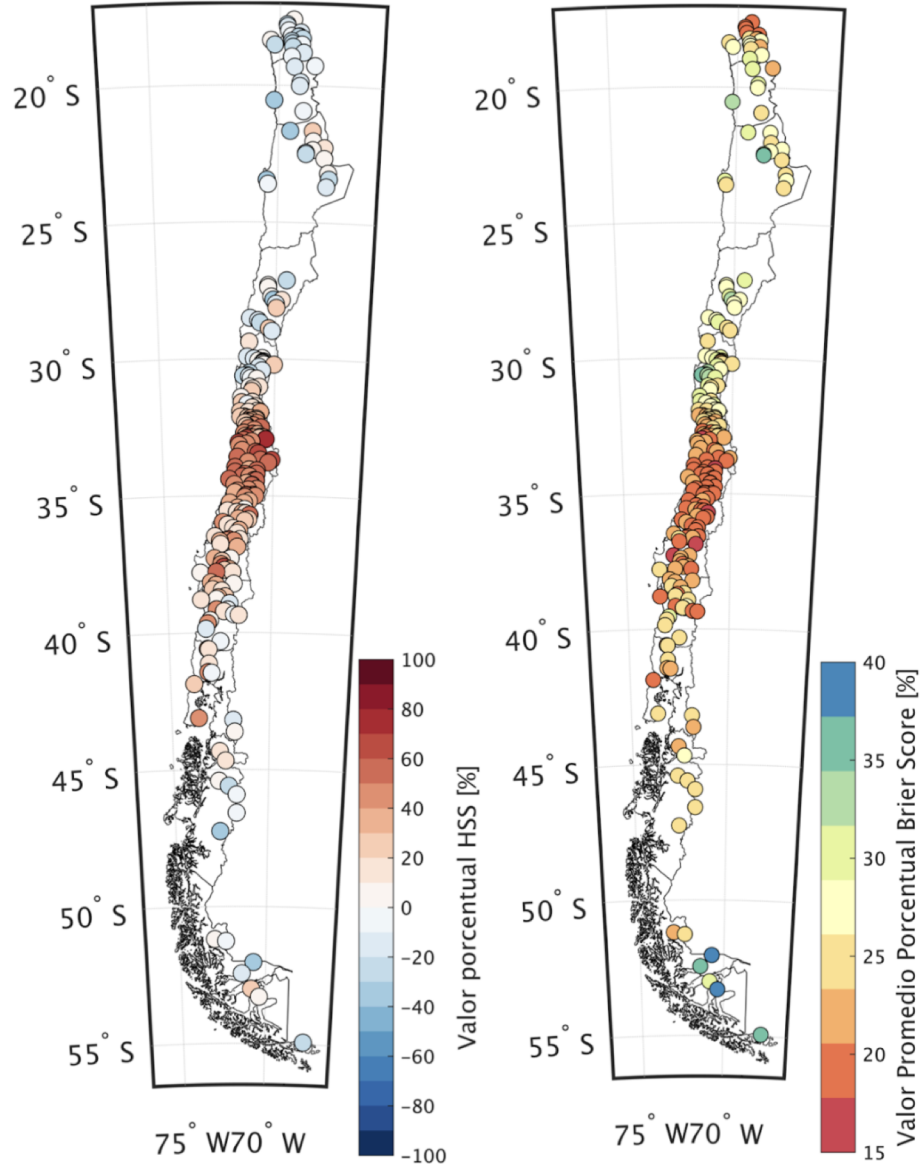 20° S
25° S
30° S
35° S
40° S
45° S
50° S
55° S
75° W70° W
100
80
60
40
20
0
-20
-40
-60
-80
-100
Valor porcentual HSS [%]
20° S
25° S
30° S
35° S
40° S
45° S
50° S
55° S
75° W70° W
40
35
30
25
20
15
Valor Promedio Porcentual Brier Score [%]